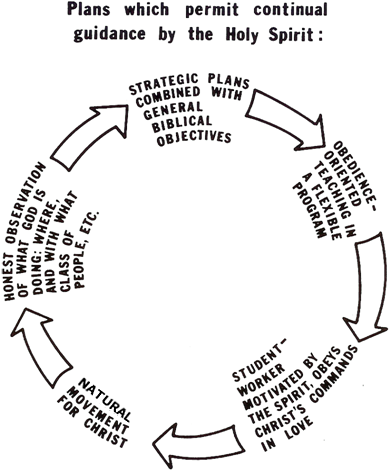 Plans which permit continual
guidance by the Holy Spirit:
STRATEGIC PLANS
COMBINED WITH
GENERAL
BIBLICAL
OBJECTIVES
OBEDIENCE-
ORIENTED
TEACHING IN
A FLEXIBLE
PROGRAM
STUDENT-
WORKER
MOTIVATED BY
THE SPIRIT, OBEYS
CHRIST'S COMMANDS
IN LOVE
NATURAL
MOVEMENT
FOR CHRIST
HONEST OBSERVATION
OF WHAT GOD IS
DOING: WHERE,
AND WITH WHAT
CLASS OF
PEOPLE, ETC.